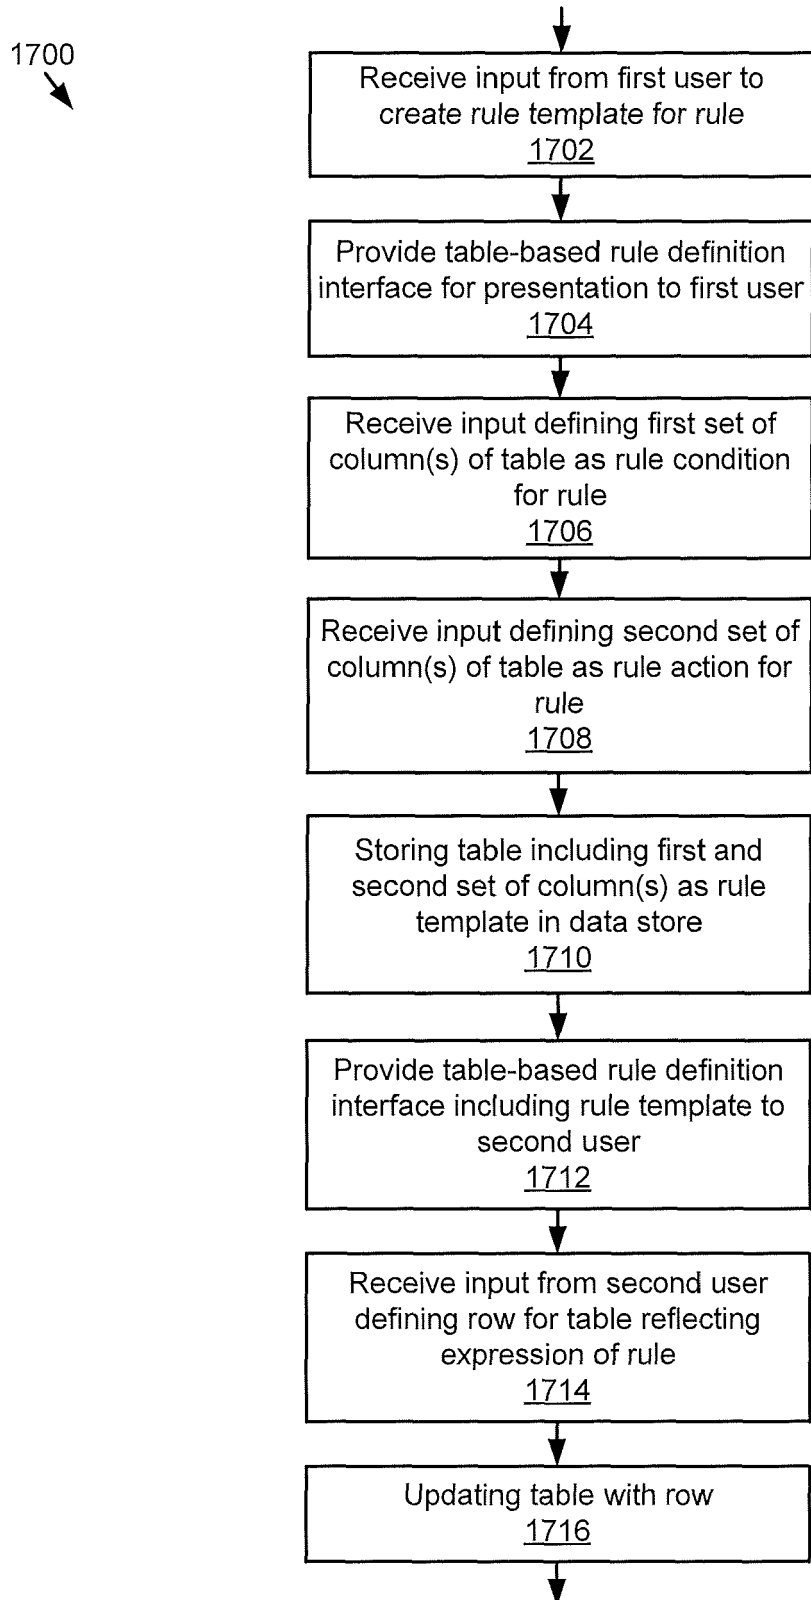 1700
Receive input from first user to
create rule template for rule
1702
Provide table-based rule definition
interface for presentation to first user
1704
Receive input defining first set of
column(s) of table as rule condition
for rule
1706
Receive input defining second set of
column(s) of table as rule action for
rule
1708
Storing table including first and
second set of column(s) as rule
template in data store
1710
Provide table-based rule definition
interface including rule template to
second user
1712
Receive input from second user
defining row for table reflecting
expression of rule
1714
Updating table with row
1716